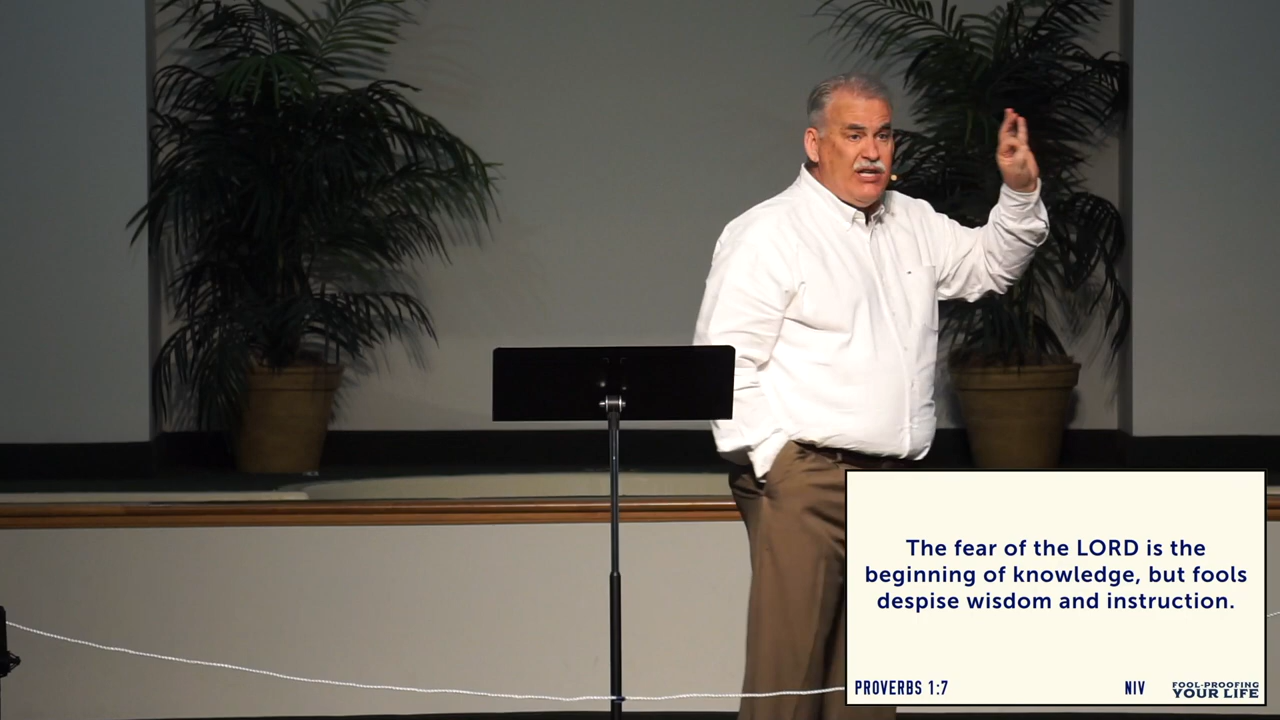 The fear of the LORD is the
beginning of knowledge, but fools
despise wisdom and instruction.
PROVERBS 1:7 NIV FOOL-PROOFING
YOUR LIFE